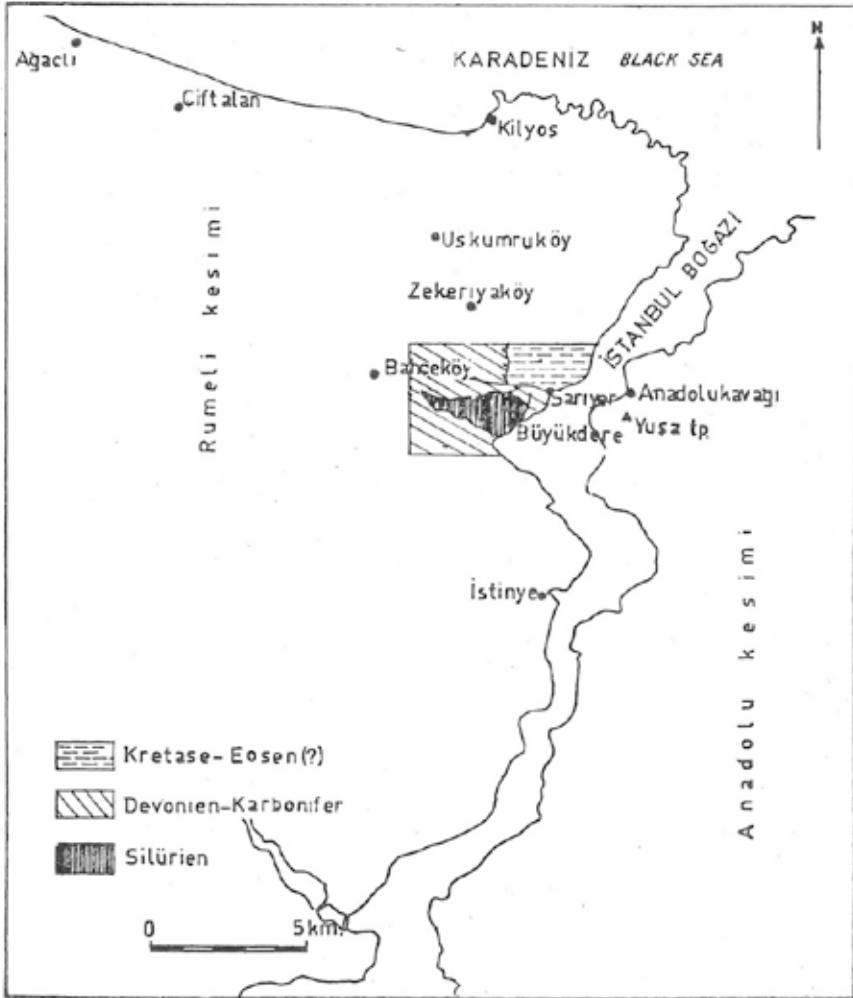 N
KARADENİZ BLACK SEA
Ağaçlı
Çiftalan
Kilyos
Rumeli kesimi
Uskumruköy
Zekeriyaköy
İSTANBUL BOĞAZI
Bahçeköy
Sarıyer
Anadolukavağı
Büyükdere
Yuşa tp.
İstinye
Anadolu kesimi
Kretase-Eosen(?)
Devonien-Karbonifer
Silürien
0 5km.